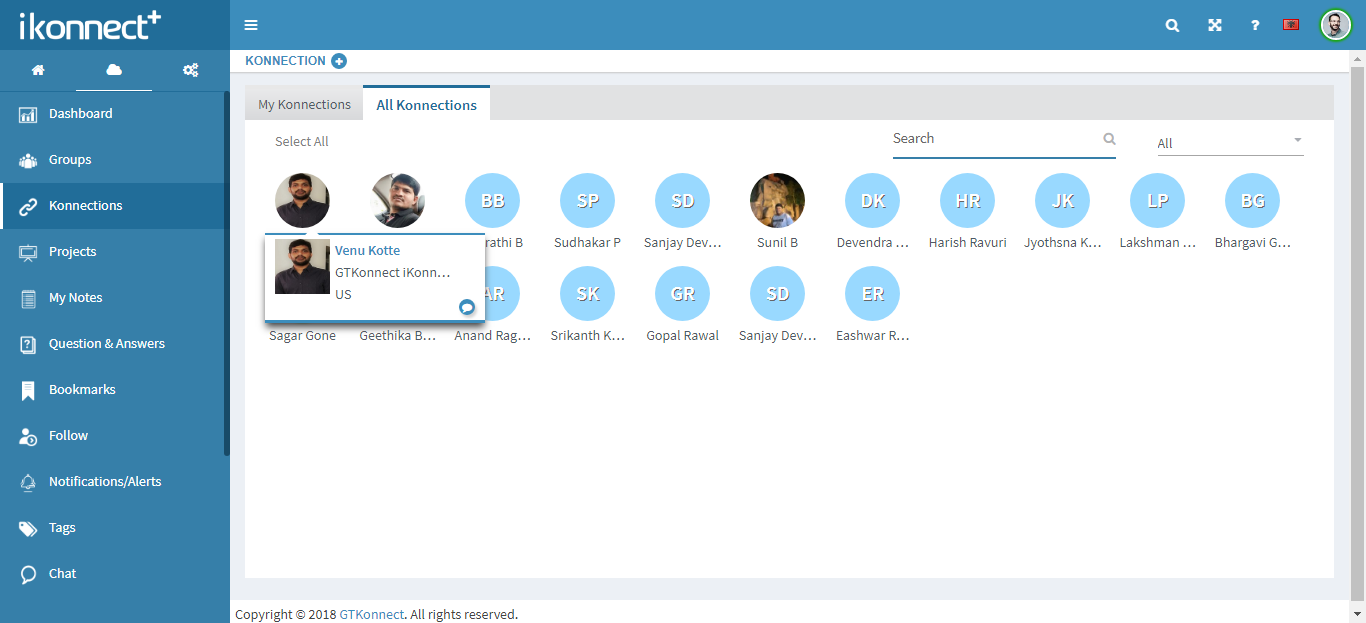 ikonnect+
KONNECTION
Dashboard
Groups
Konnections
Projects
My Notes
Question & Answers
Bookmarks
Follow
Notifications/Alerts
Tags
Chat
My Konnections
All Konnections
Select All
Search
All
BB
SP
SD
DK
HR
JK
LP
BG
rathi B
Sudhakar P
Sanjay Dev...
Sunil B
Devendra ...
Harish Ravuri
Jyothsna K...
Lakshman ...
Bhargavi G...
Venu Kotte
GTKonnect iKonn...
US
AR
SK
GR
SD
ER
Sagar Gone
Geethika B...
Anand Rag...
Srikanth K...
Gopal Rawal
Sanjay Dev...
Eashwar R...
Copyright © 2018 GTKonnect. All rights reserved.